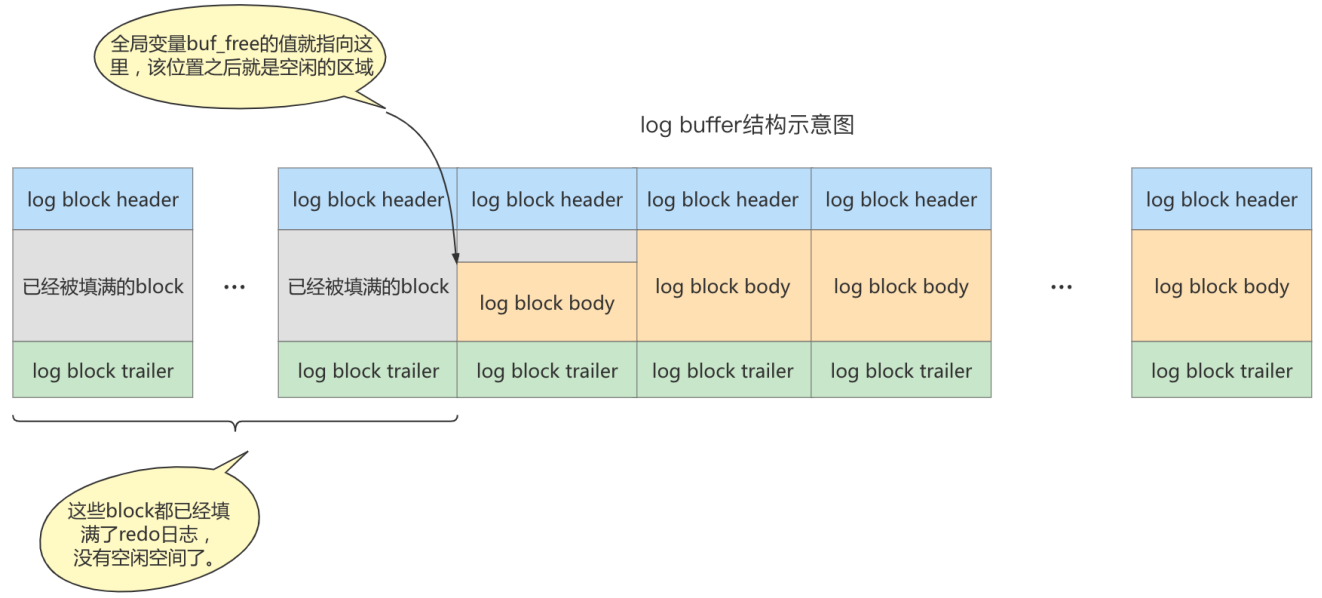 全局变量buf_free的值就指向这
里，该位置之后就是空闲的区域
log buffer结构示意图
log block header
log block header
log block header
log block header
log block header
log block header
已经被填满的block
...
已经被填满的block
log block body
log block body
log block body
...
log block body
log block trailer
log block trailer
log block trailer
log block trailer
log block trailer
log block trailer
这些block都已经填
满了redo日志，
没有空闲空间了。